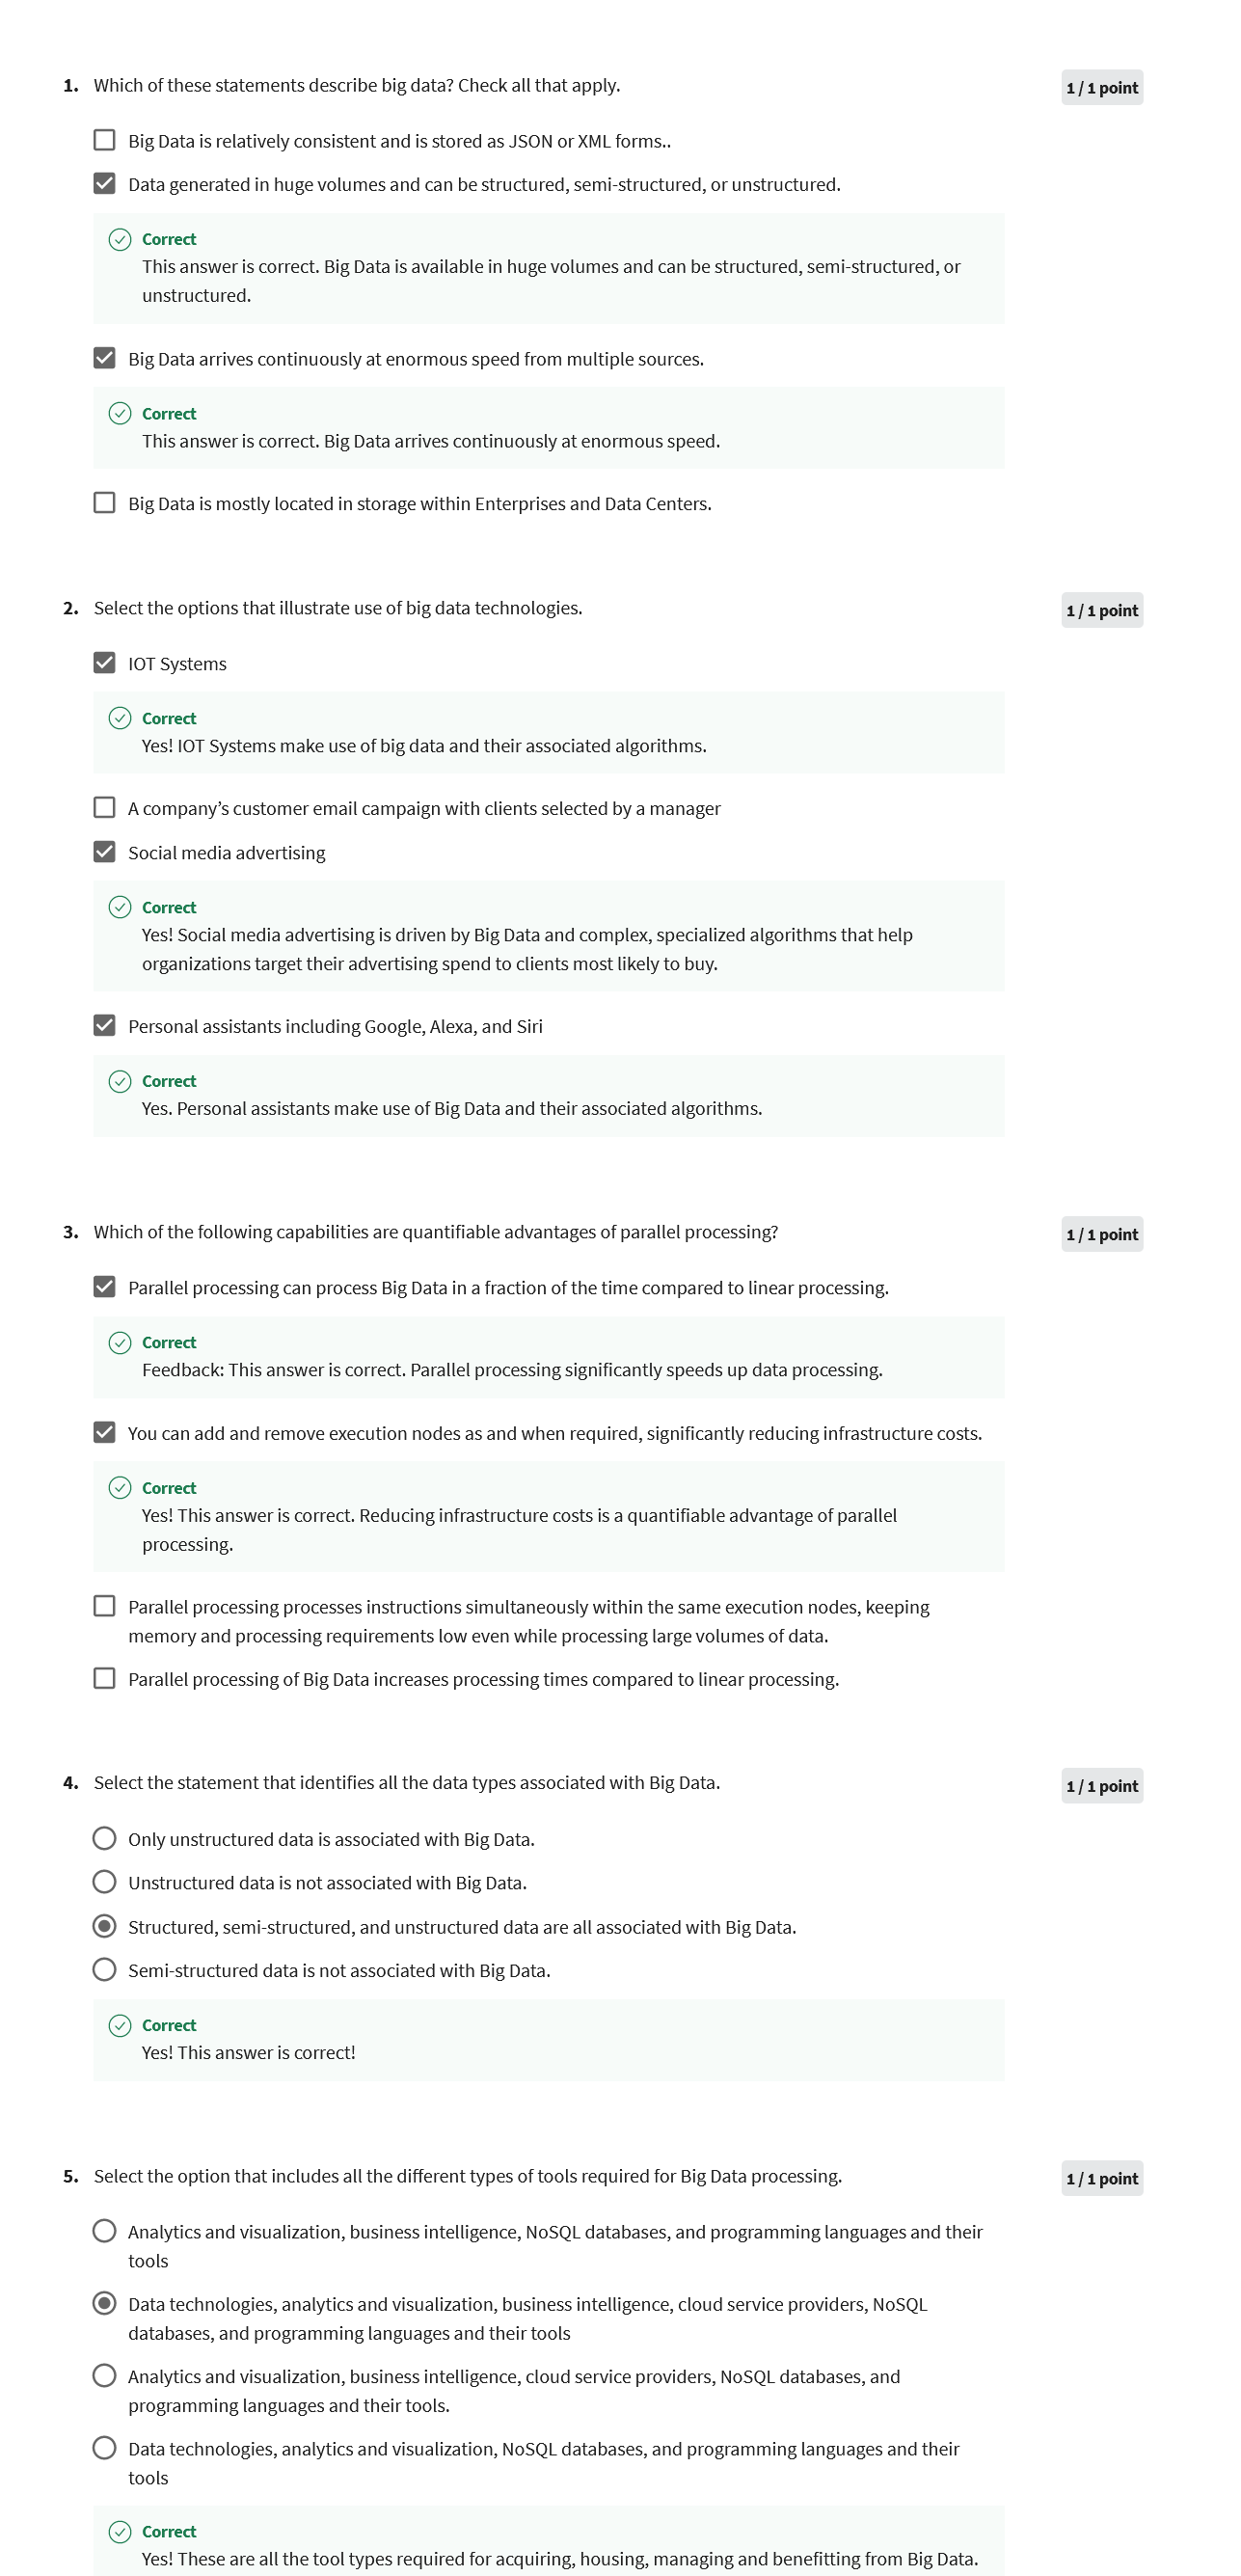 1. Which of these statements describe big data? Check all that apply.
1 / 1 point
Big Data is relatively consistent and is stored as JSON or XML forms..
Data generated in huge volumes and can be structured, semi-structured, or unstructured.
Correct
This answer is correct. Big Data is available in huge volumes and can be structured, semi-structured, or
unstructured.
Big Data arrives continuously at enormous speed from multiple sources.
Correct
This answer is correct. Big Data arrives continuously at enormous speed.
Big Data is mostly located in storage within Enterprises and Data Centers.
2. Select the options that illustrate use of big data technologies.
1 / 1 point
IOT Systems
Correct
Yes! IOT Systems make use of big data and their associated algorithms.
A company’s customer email campaign with clients selected by a manager
Social media advertising
Correct
Yes! Social media advertising is driven by Big Data and complex, specialized algorithms that help
organizations target their advertising spend to clients most likely to buy.
Personal assistants including Google, Alexa, and Siri
Correct
Yes. Personal assistants make use of Big Data and their associated algorithms.
3. Which of the following capabilities are quantifiable advantages of parallel processing?
1 / 1 point
Parallel processing can process Big Data in a fraction of the time compared to linear processing.
Correct
Feedback: This answer is correct. Parallel processing significantly speeds up data processing.
You can add and remove execution nodes as and when required, significantly reducing infrastructure costs.
Correct
Yes! This answer is correct. Reducing infrastructure costs is a quantifiable advantage of parallel
processing.
Parallel processing processes instructions simultaneously within the same execution nodes, keeping
memory and processing requirements low even while processing large volumes of data.
Parallel processing of Big Data increases processing times compared to linear processing.
4. Select the statement that identifies all the data types associated with Big Data.
1 / 1 point
Only unstructured data is associated with Big Data.
Unstructured data is not associated with Big Data.
Structured, semi-structured, and unstructured data are all associated with Big Data.
Semi-structured data is not associated with Big Data.
Correct
Yes! This answer is correct!
5. Select the option that includes all the different types of tools required for Big Data processing.
1 / 1 point
Analytics and visualization, business intelligence, NoSQL databases, and programming languages and their
tools
Data technologies, analytics and visualization, business intelligence, cloud service providers, NoSQL
databases, and programming languages and their tools
Analytics and visualization, business intelligence, cloud service providers, NoSQL databases, and
programming languages and their tools.
Data technologies, analytics and visualization, NoSQL databases, and programming languages and their
tools
Correct
Yes! These are all the tool types required for acquiring, housing, managing and benefitting from Big Data.